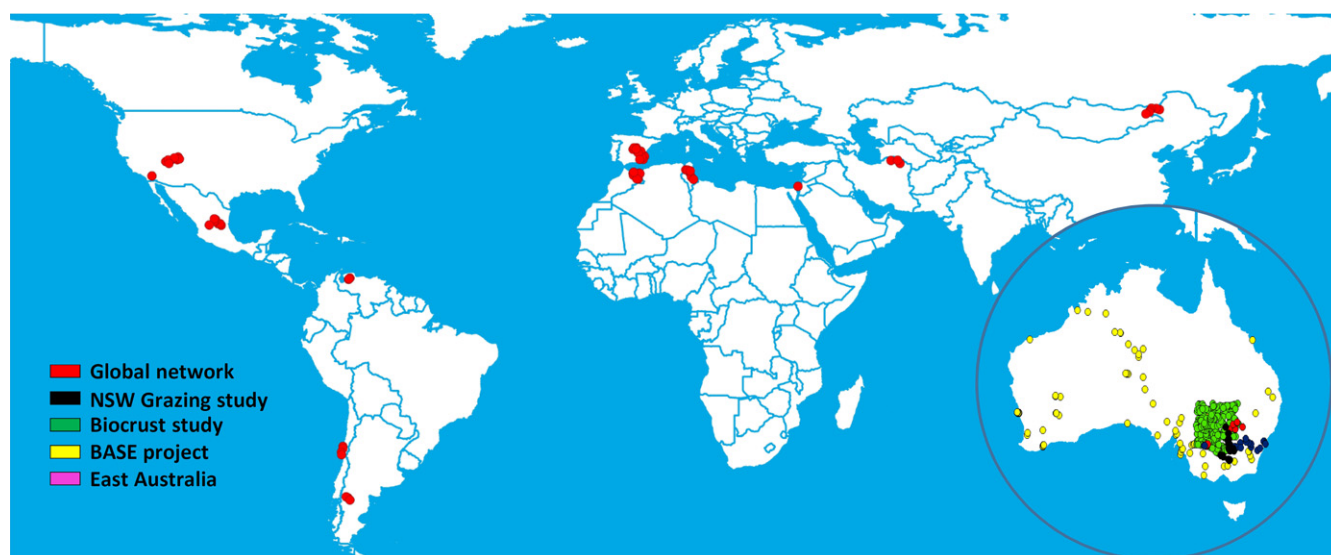 Global network
NSW Grazing study
Biocrust study
BASE project
East Australia